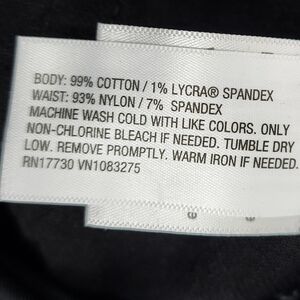 BODY: 99% COTTON / 1% LYCRA® SPANDEX
WAIST: 93% NYLON / 7% SPANDEX
MACHINE WASH COLD WITH LIKE COLORS. ONLY
NON-CHLORINE BLEACH IF NEEDED. TUMBLE DRY
LOW. REMOVE PROMPTLY. WARM IRON IF NEEDED.
RN17730 VN1083275